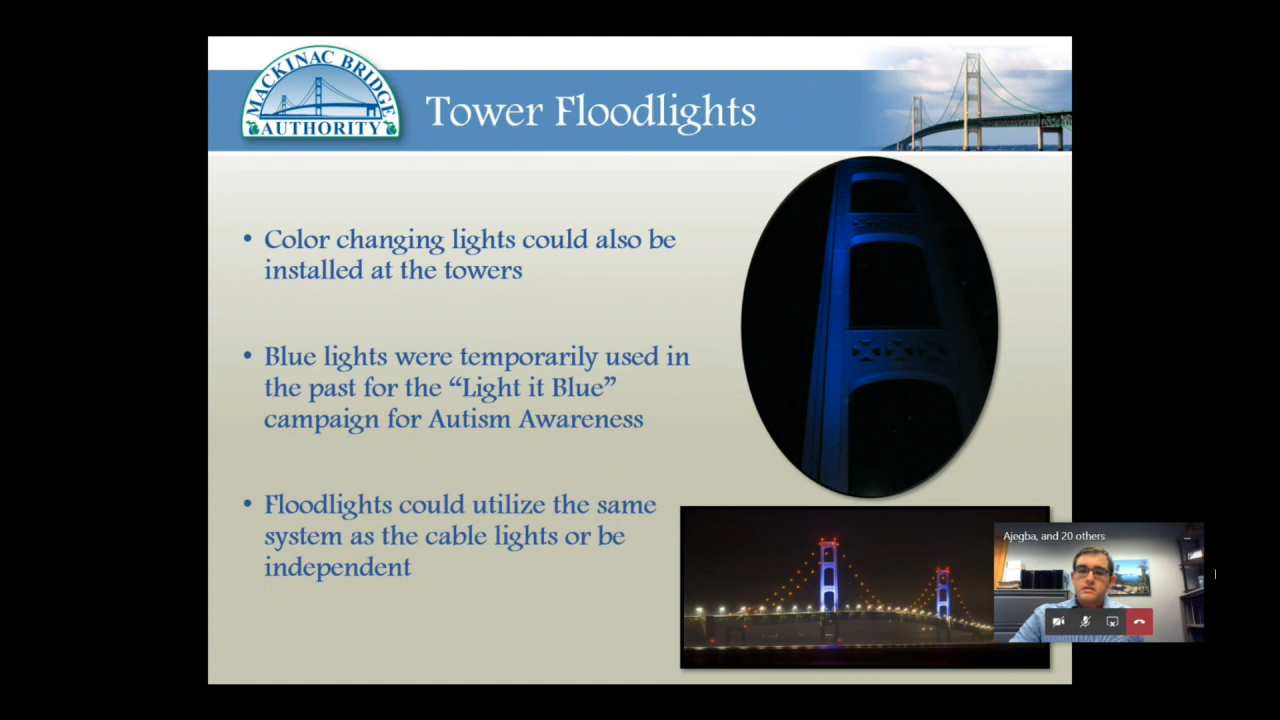 MACKINAC BRIDGE
AUTHORITY
Tower Floodlights
• Color changing lights could also be
installed at the towers
• Blue lights were temporarily used in
the past for the “Light it Blue”
campaign for Autism Awareness
• Floodlights could utilize the same
system as the cable lights or be
independent
Ajegba, and 20 others